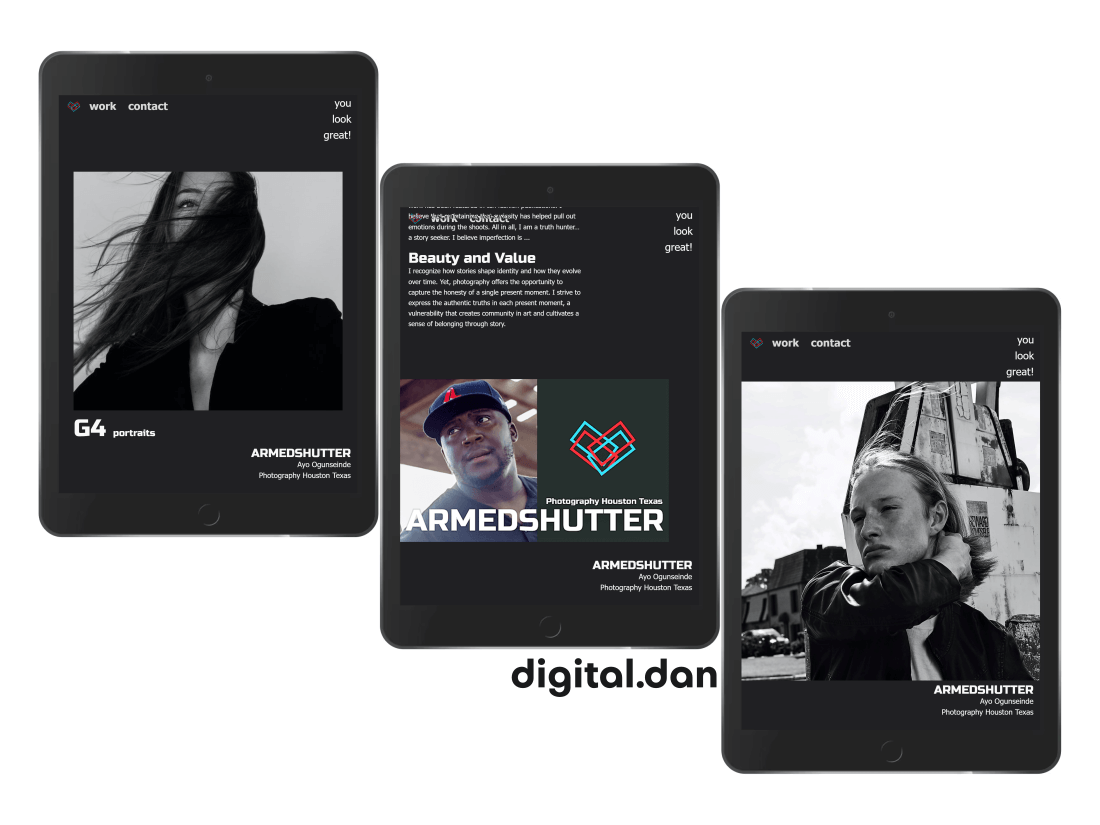 work contact
you
look
great!
G4 portraits
ARMEDSHUTTER
Ayo Ogunseinde
Photography Houston Texas
work contact
you
look
great!
believe that entertaining that curiosity has helped pull out
emotions during the shoots. All in all, I am a truth hunter...
a story seeker. I believe imperfection is ...
Beauty and Value
I recognize how stories shape identity and how they evolve
over time. Yet, photography offers the opportunity to
capture the honesty of a single present moment. I strive to
express the authentic truths in each present moment, a
vulnerability that creates community in art and cultivates a
sense of belonging through story.
Photography Houston Texas
ARMEDSHUTTER
ARMEDSHUTTER
Ayo Ogunseinde
Photography Houston Texas
digital.dan
work contact
you
look
great!
ARMEDSHUTTER
Ayo Ogunseinde
Photography Houston Texas